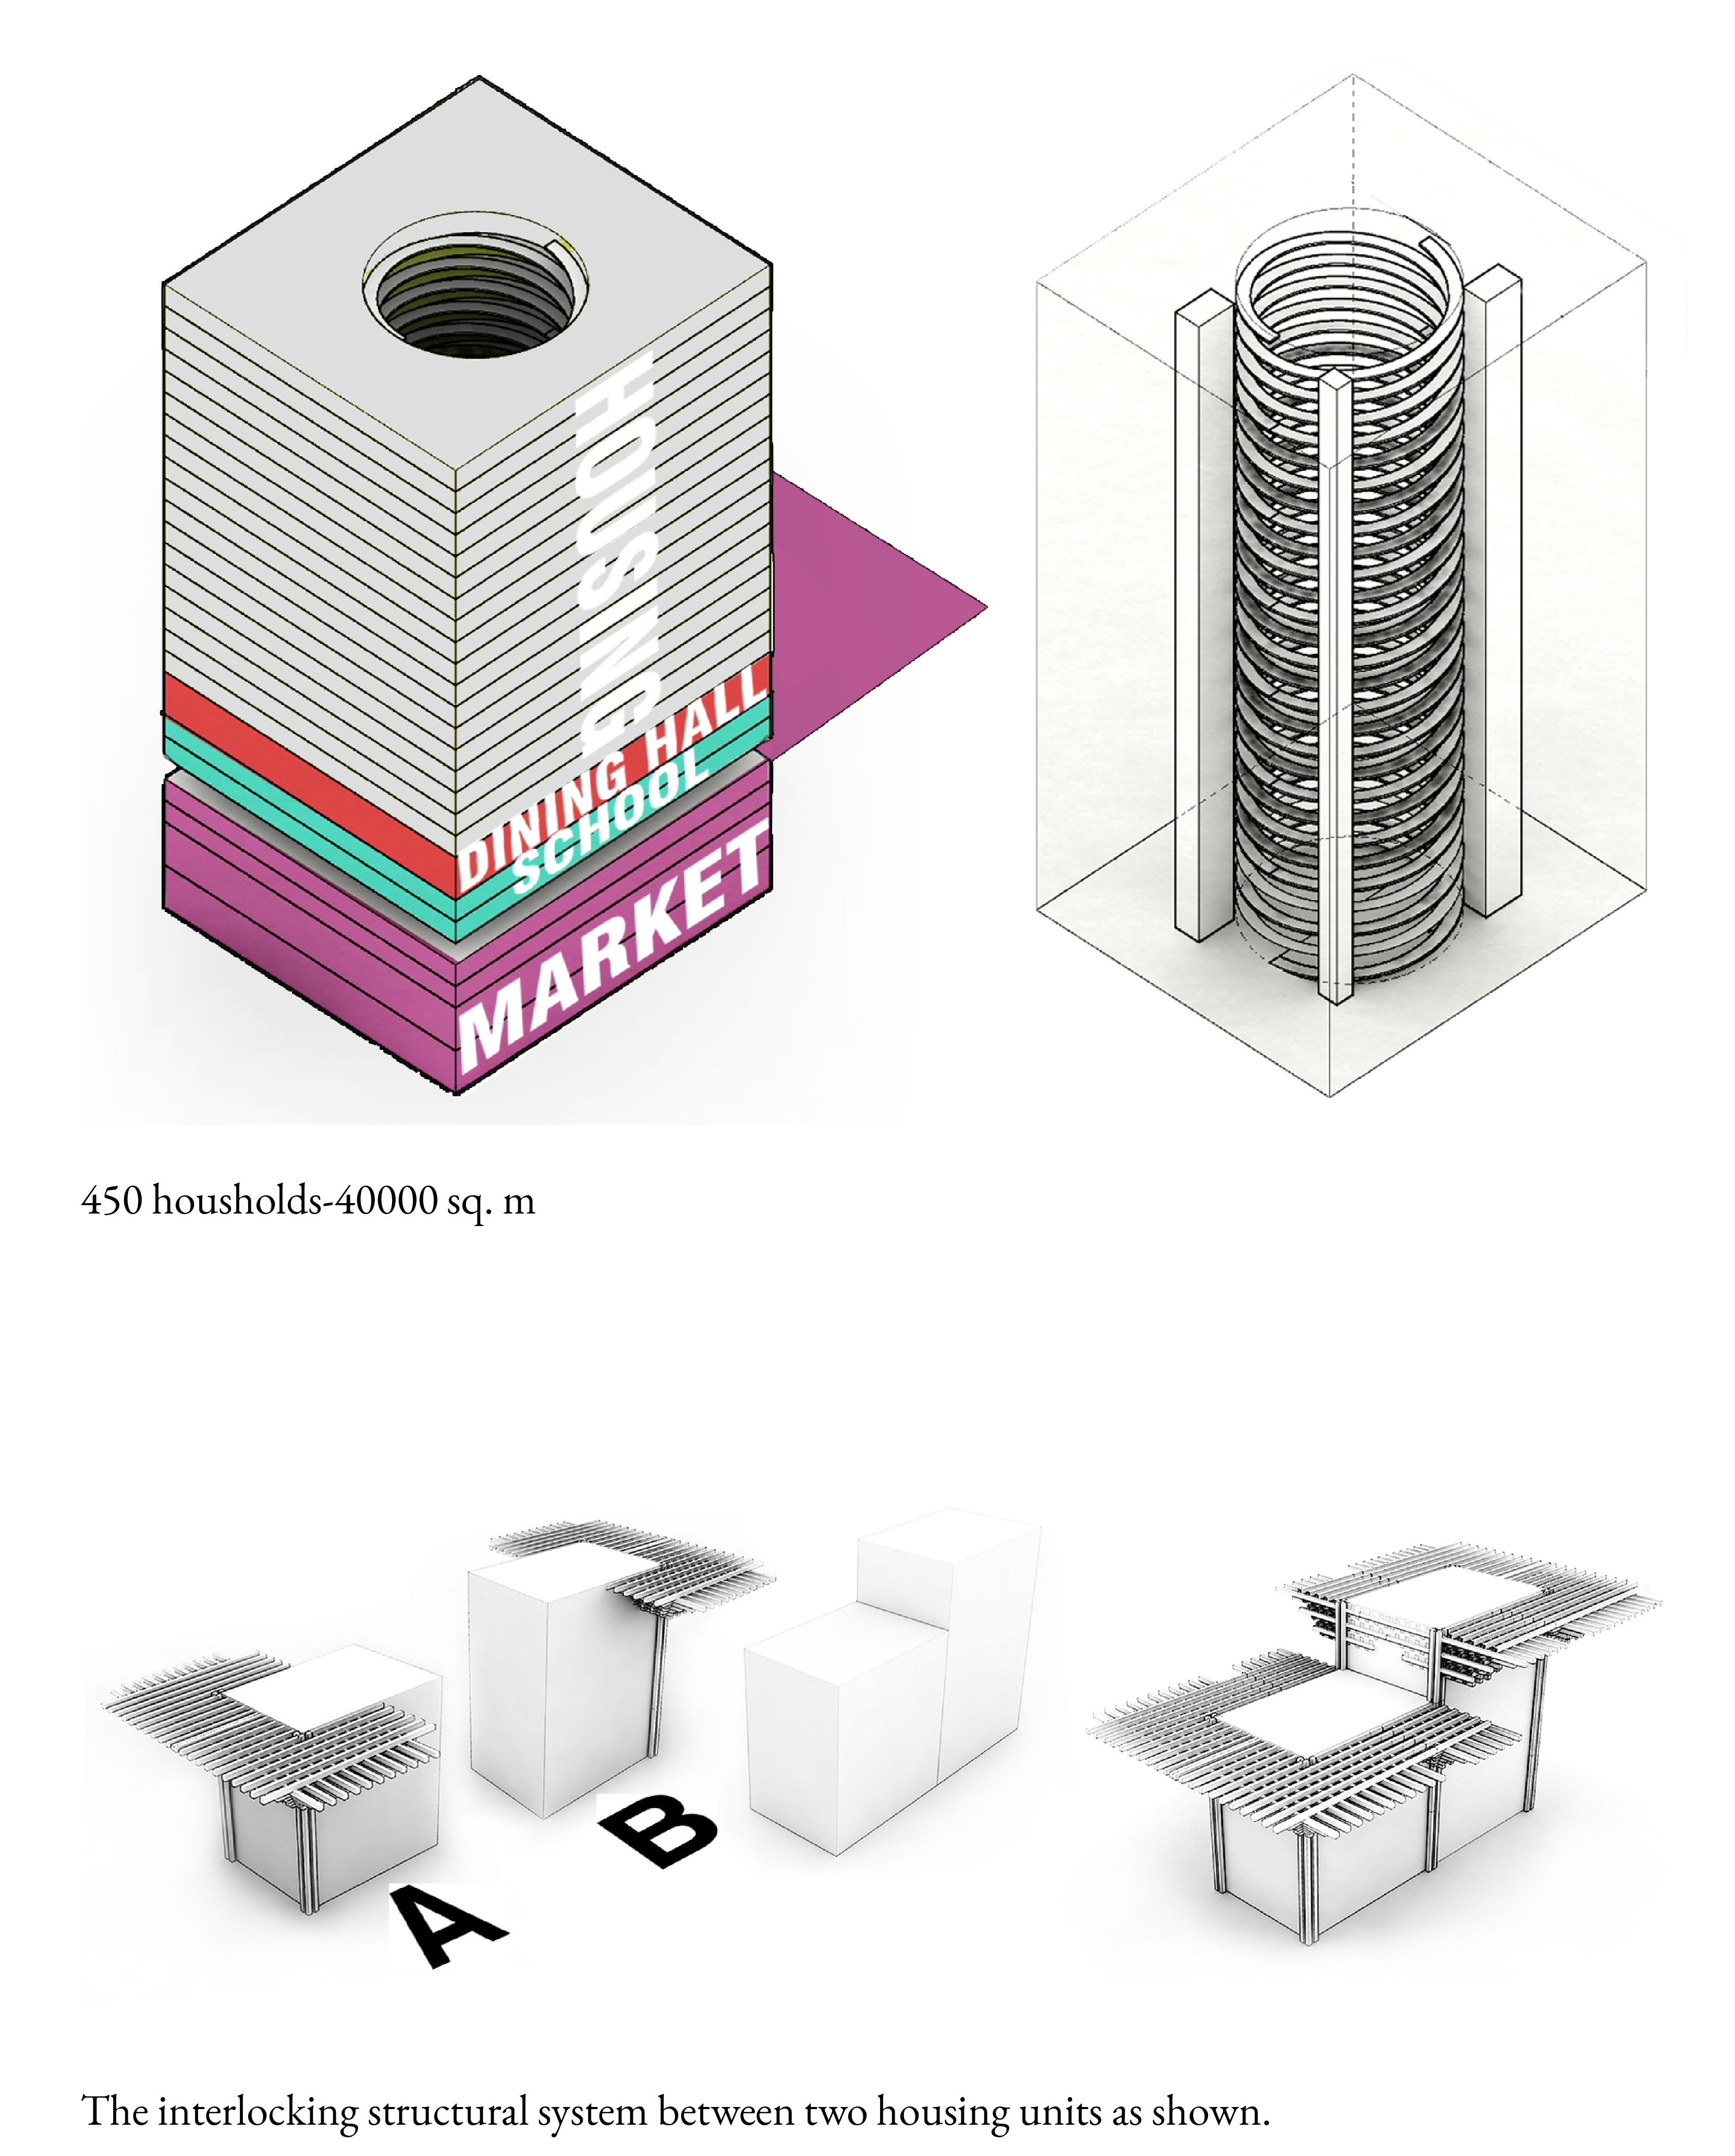 HOUSING
DINING HALL
SCHOOL
MARKET
450 housholds-40000 sq. m
B
A
The interlocking structural system between two housing units as shown.